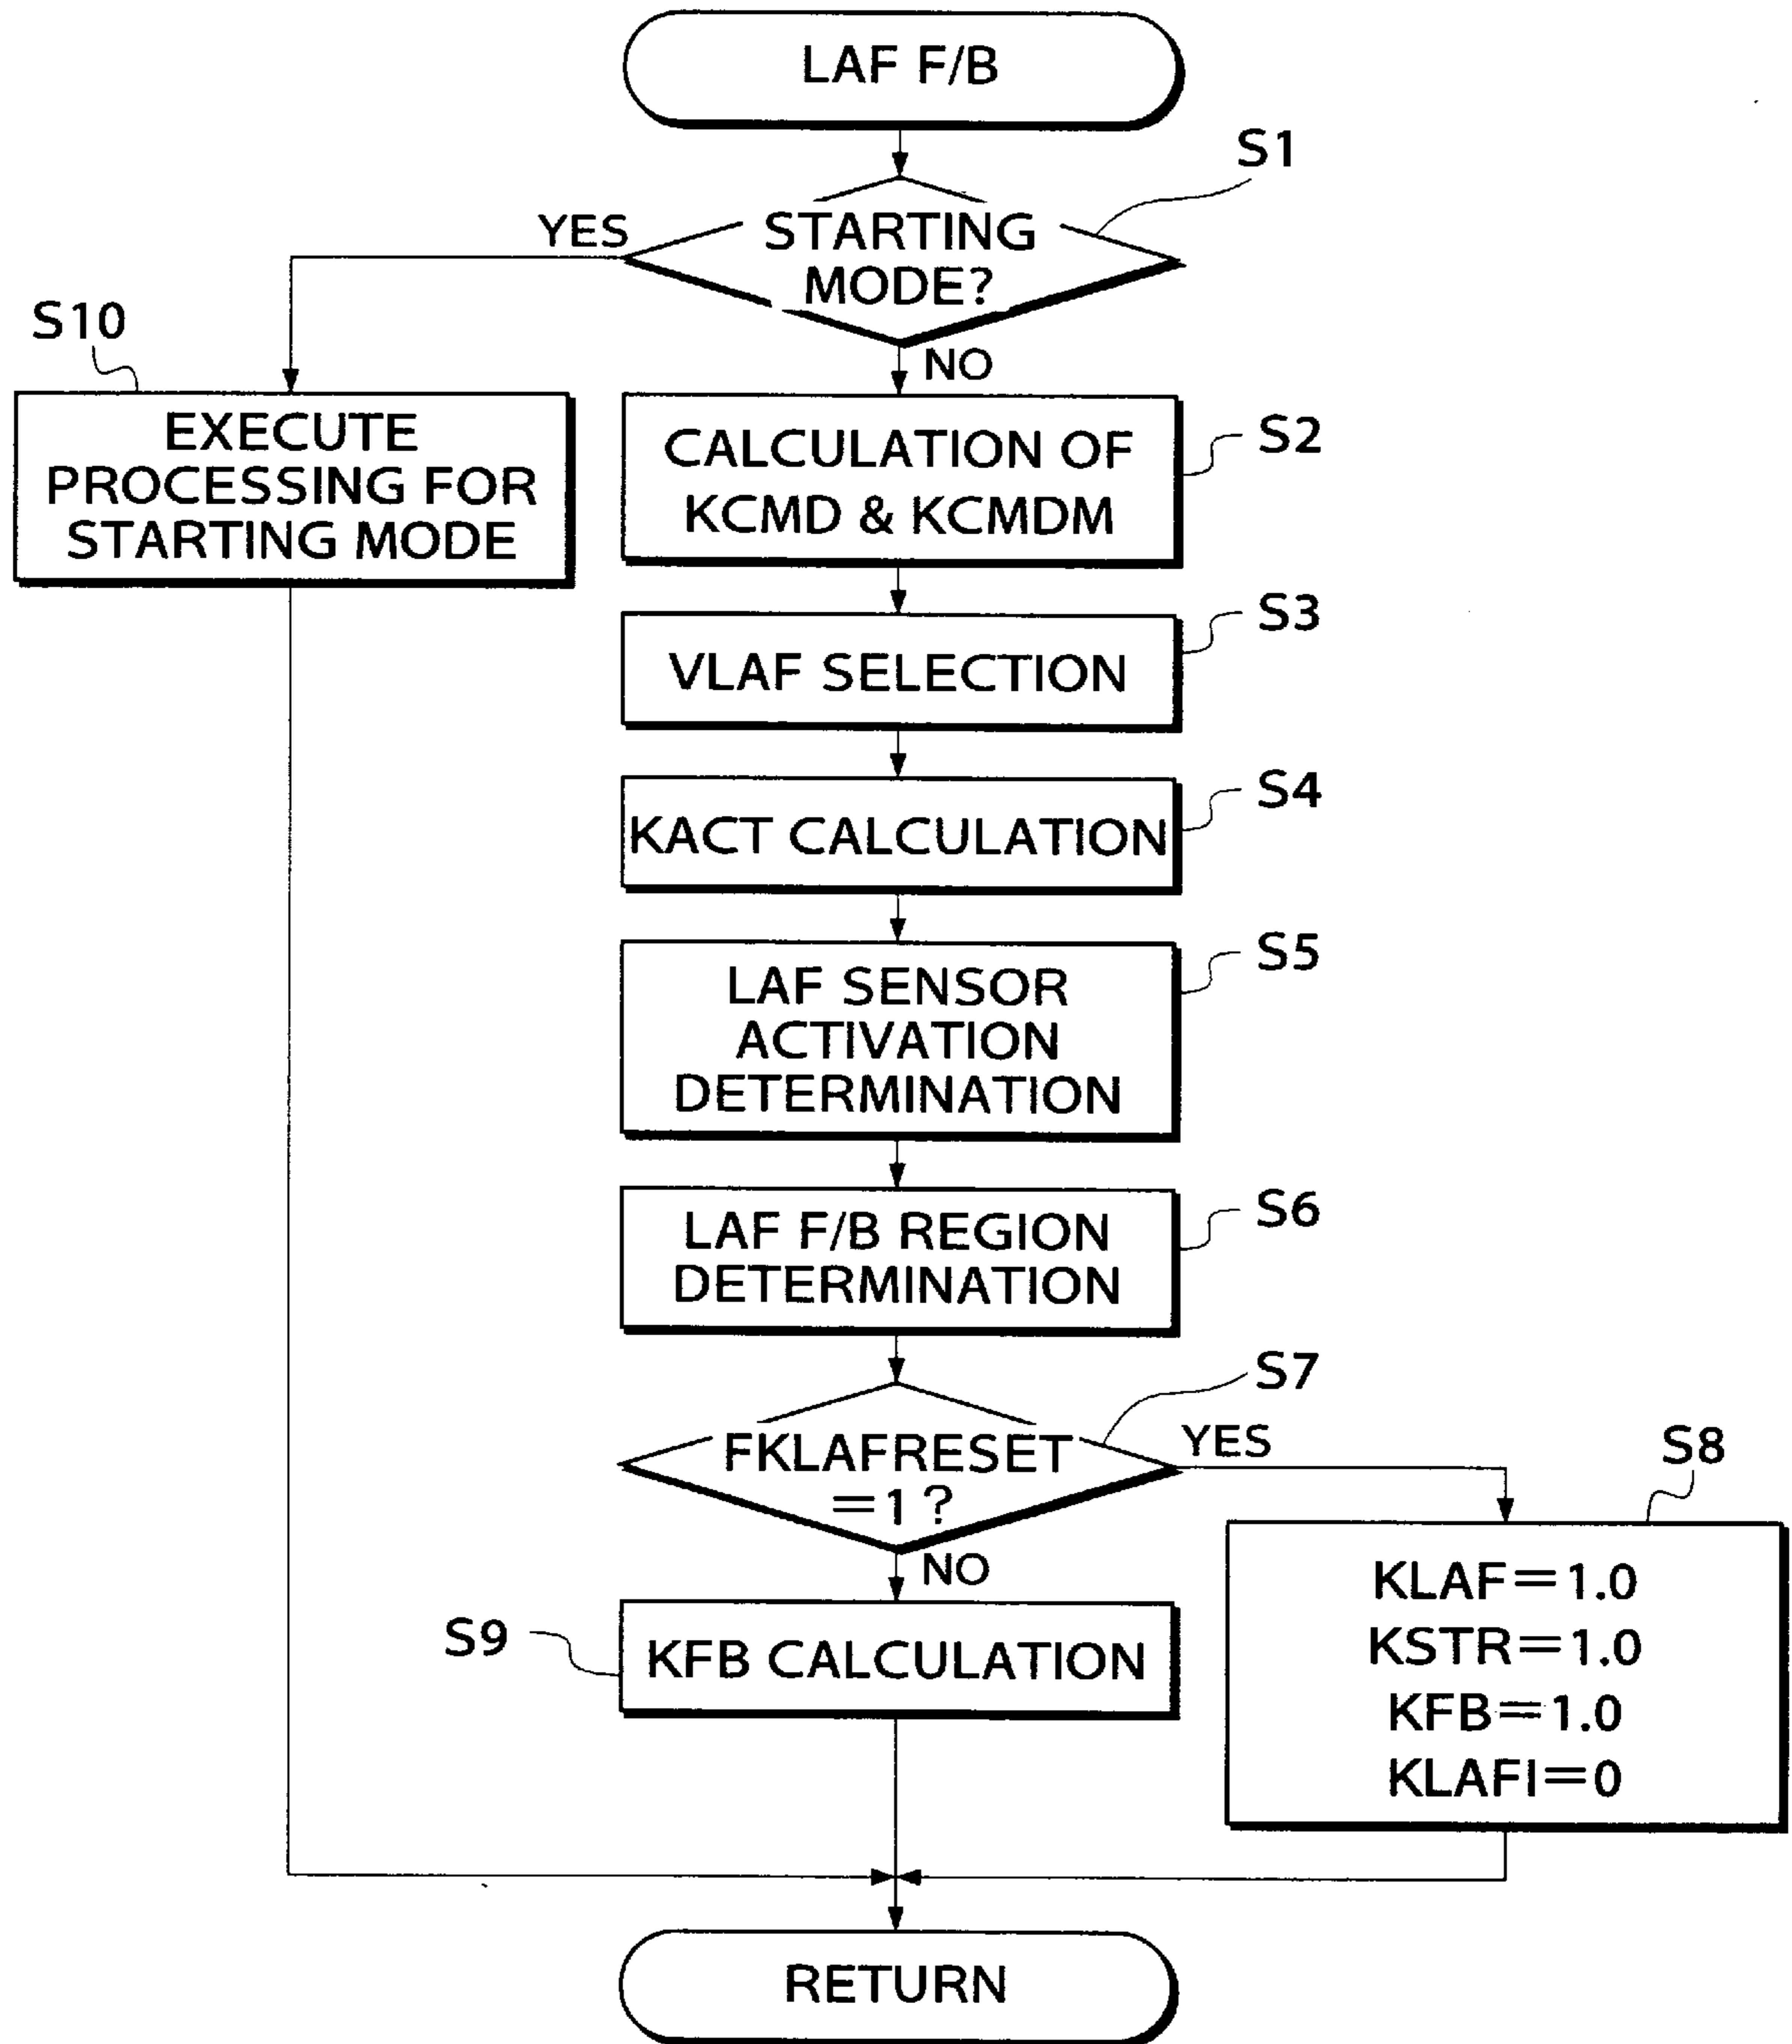 LAF F/B
S1
YES
STARTING
MODE?
S10
NO
EXECUTE
PROCESSING FOR
STARTING MODE
CALCULATION OF
KCMD & KCMDM
S2
S3
VLAF SELECTION
S4
KACT CALCULATION
S5
LAF SENSOR
ACTIVATION
DETERMINATION
S6
LAF F/B REGION
DETERMINATION
S7
YES
FKLAFRESET
=1?
S8
NO
KLAF=1.0
KSTR=1.0
KFB=1.0
KLAFI=0
S9
KFB CALCULATION
RETURN